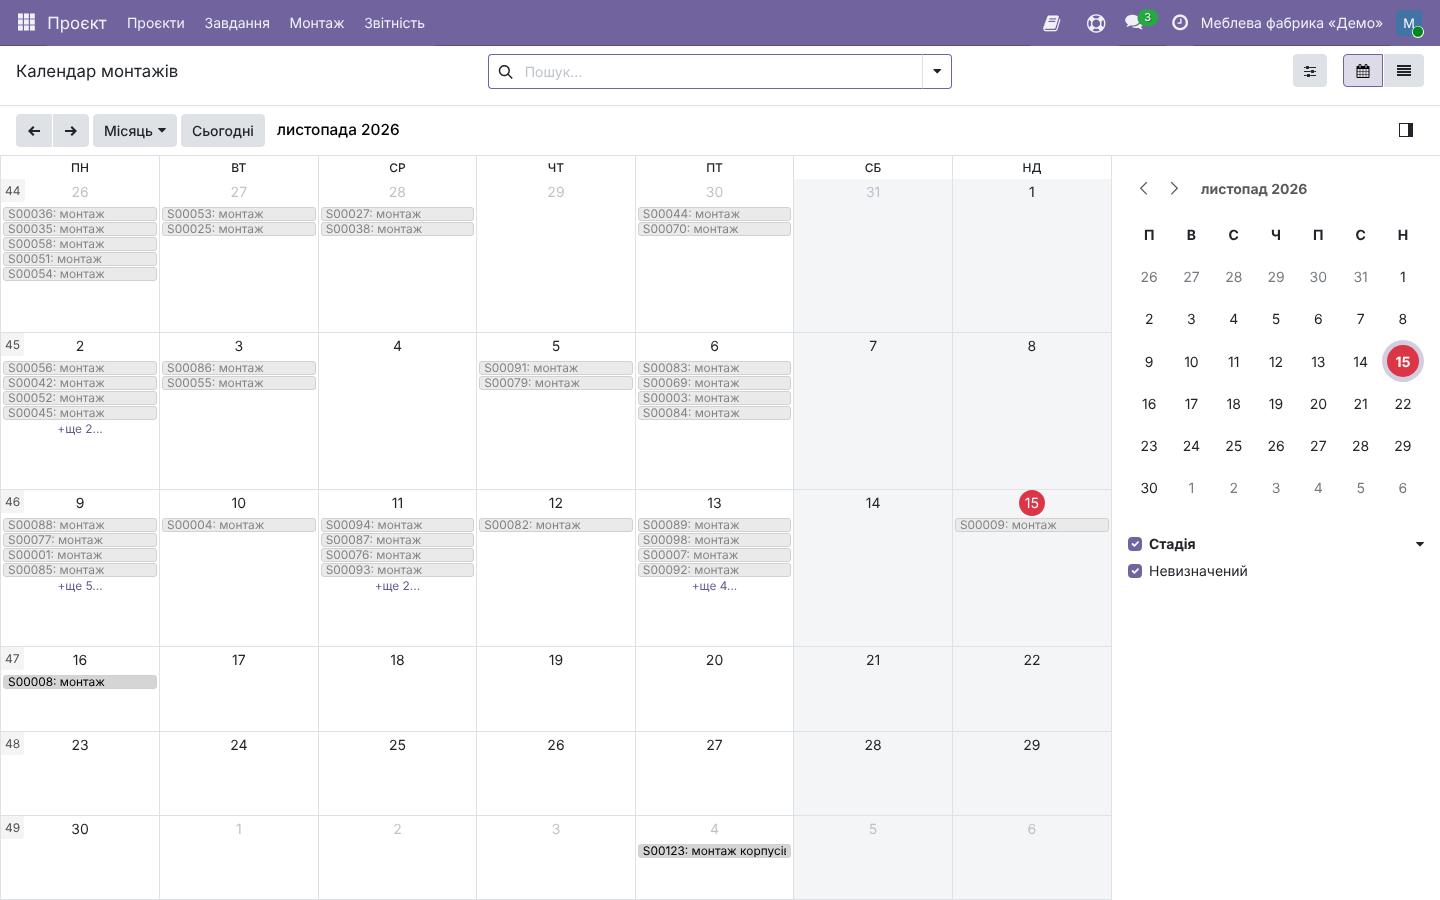 Проєкт Проєкти Завдання Монтаж Звітність 3 Меблева фабрика «Демо» М
Календар монтажів Пошук...
Місяць Сьогодні листопада 2026
ПН ВТ СР ЧТ ПТ СБ НД
44 26 27 28 29 30 31 1
S00036: монтаж S00053: монтаж S00027: монтаж S00044: монтаж
S00035: монтаж S00025: монтаж S00038: монтаж S00070: монтаж
S00058: монтаж
S00051: монтаж
S00054: монтаж
45 2 3 4 5 6 7 8
S00056: монтаж S00086: монтаж S00091: монтаж S00083: монтаж
S00042: монтаж S00055: монтаж S00079: монтаж S00069: монтаж
S00052: монтаж S00003: монтаж
S00045: монтаж S00084: монтаж
+ще 2...
46 9 10 11 12 13 14 15
S00088: монтаж S00004: монтаж S00094: монтаж S00082: монтаж S00089: монтаж S00009: монтаж
S00077: монтаж S00087: монтаж S00098: монтаж
S00001: монтаж S00076: монтаж S00007: монтаж
S00085: монтаж S00093: монтаж S00092: монтаж
+ще 5... +ще 2... +ще 4...
47 16 17 18 19 20 21 22
S00008: монтаж
48 23 24 25 26 27 28 29
49 30 1 2 3 4 5 6
S00123: монтаж корпусів
листопад 2026
П В С Ч П С Н
26 27 28 29 30 31 1
2 3 4 5 6 7 8
9 10 11 12 13 14 15
16 17 18 19 20 21 22
23 24 25 26 27 28 29
30 1 2 3 4 5 6
Стадія
Невизначений